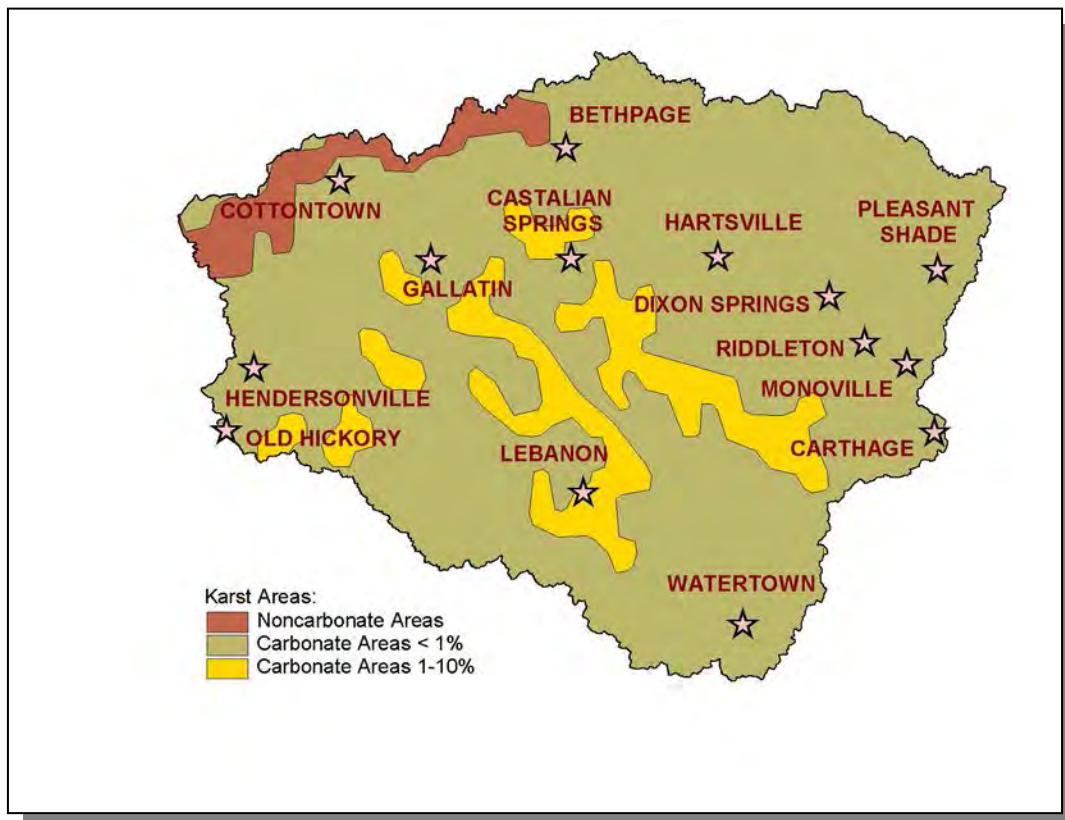 BETHPAGE
COTTONTOWN
CASTALIAN
SPRINGS
HARTSVILLE
PLEASANT
SHADE
GALLATIN
DIXON SPRINGS
RIDDLETON
MONOVILLE
HENDERSONVILLE
OLD HICKORY
LEBANON
CARTHAGE
WATERTOWN
Karst Areas:
Noncarbonate Areas
Carbonate Areas < 1%
Carbonate Areas 1-10%